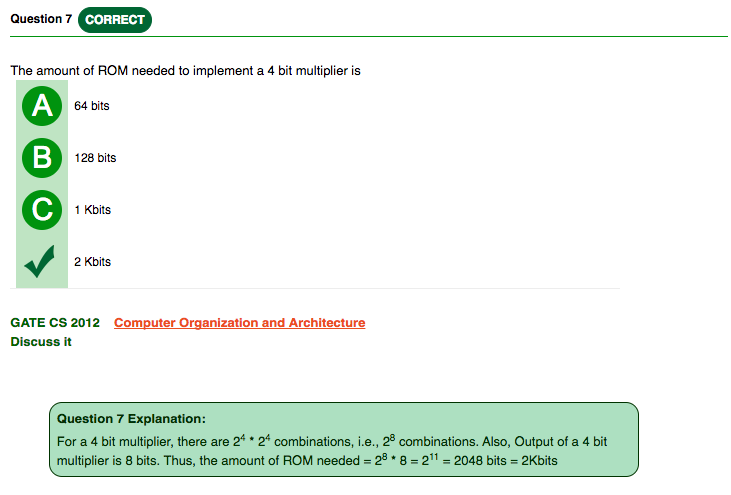 Question 7 CORRECT
The amount of ROM needed to implement a 4 bit multiplier is
A 64 bits
B 128 bits
C 1 Kbits
2 Kbits
GATE CS 2012 Computer Organization and Architecture
Discuss it
Question 7 Explanation:
For a 4 bit multiplier, there are 2⁴ * 2⁴ combinations, i.e., 2⁸ combinations. Also, Output of a 4 bit
multiplier is 8 bits. Thus, the amount of ROM needed = 2⁸ * 8 = 2¹¹ = 2048 bits = 2Kbits